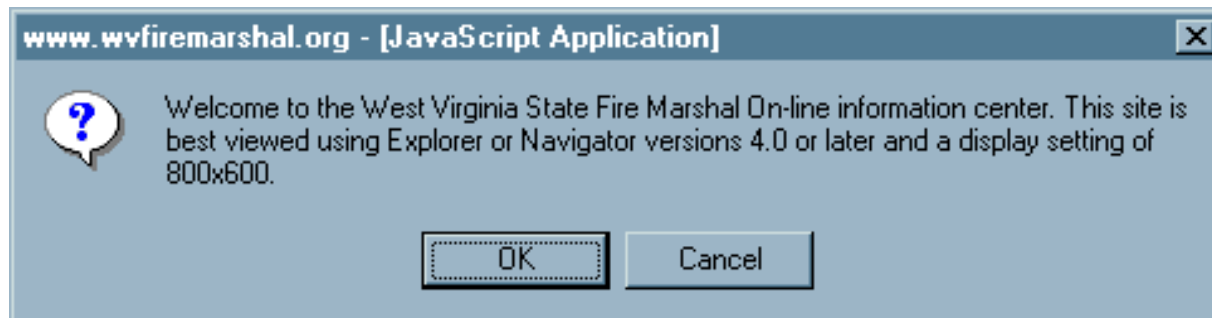 www.wvfiremarshal.org - [JavaScript Application]
Welcome to the West Virginia State Fire Marshal On-line information center. This site is
best viewed using Explorer or Navigator versions 4.0 or later and a display setting of
800x600.
OK Cancel